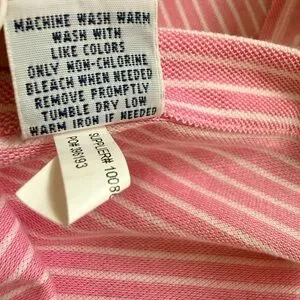 MACHINE WASH WARM
WASH WITH
LIKE COLORS
ONLY NON-CHLORINE
BLEACH WHEN NEEDED
REMOVE PROMPTLY
TUMBLE DRY LOW
WARM IRON IF NEEDED
SUPPLIER#